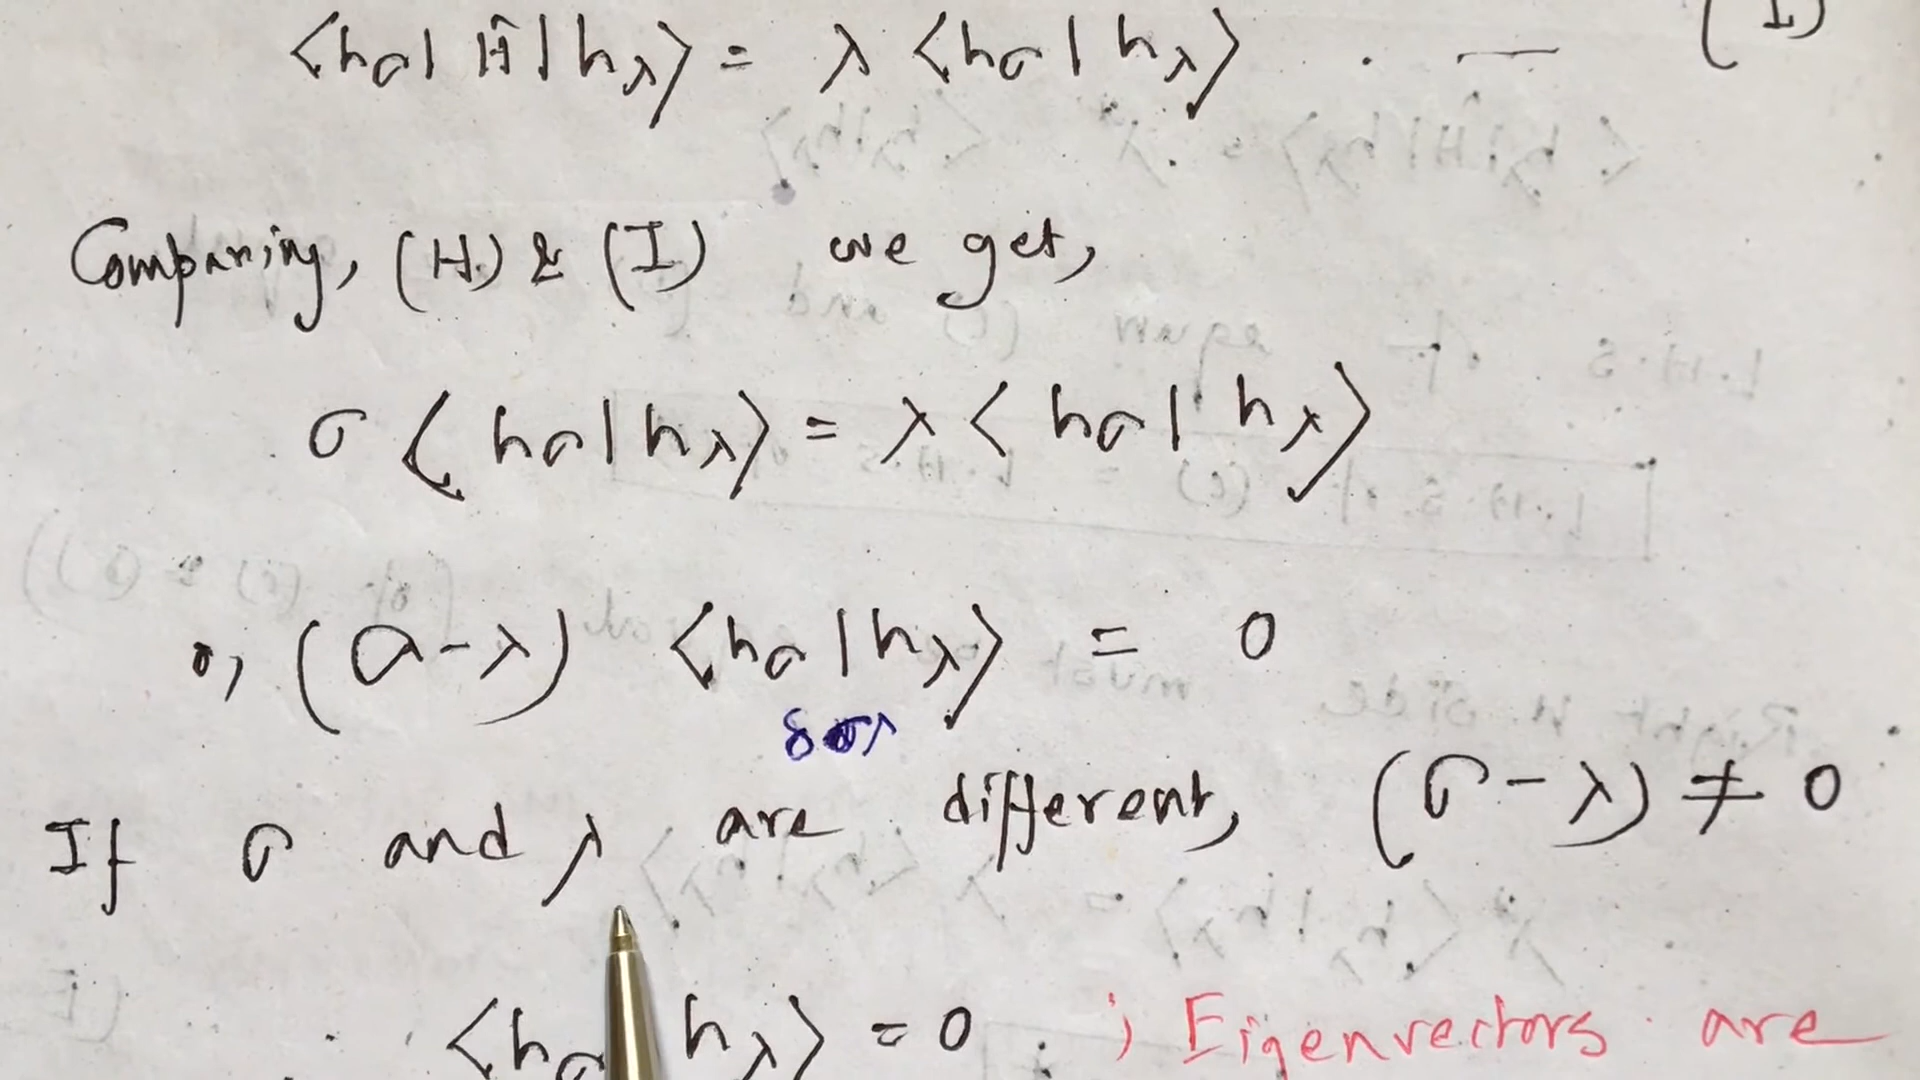 ⟨hσ| Ĥ | hλ⟩ = λ ⟨hσ | hλ⟩ . — (I)
Comparing, (H) & (I) we get,
σ ⟨ hσ | hλ⟩ = λ ⟨ hσ | hλ⟩
or, (σ - λ) ⟨hσ | hλ⟩ = 0
δσλ
If σ and λ are different, (σ - λ) ≠ 0
⟨hσ hλ⟩ = 0 ; Eigenvectors are